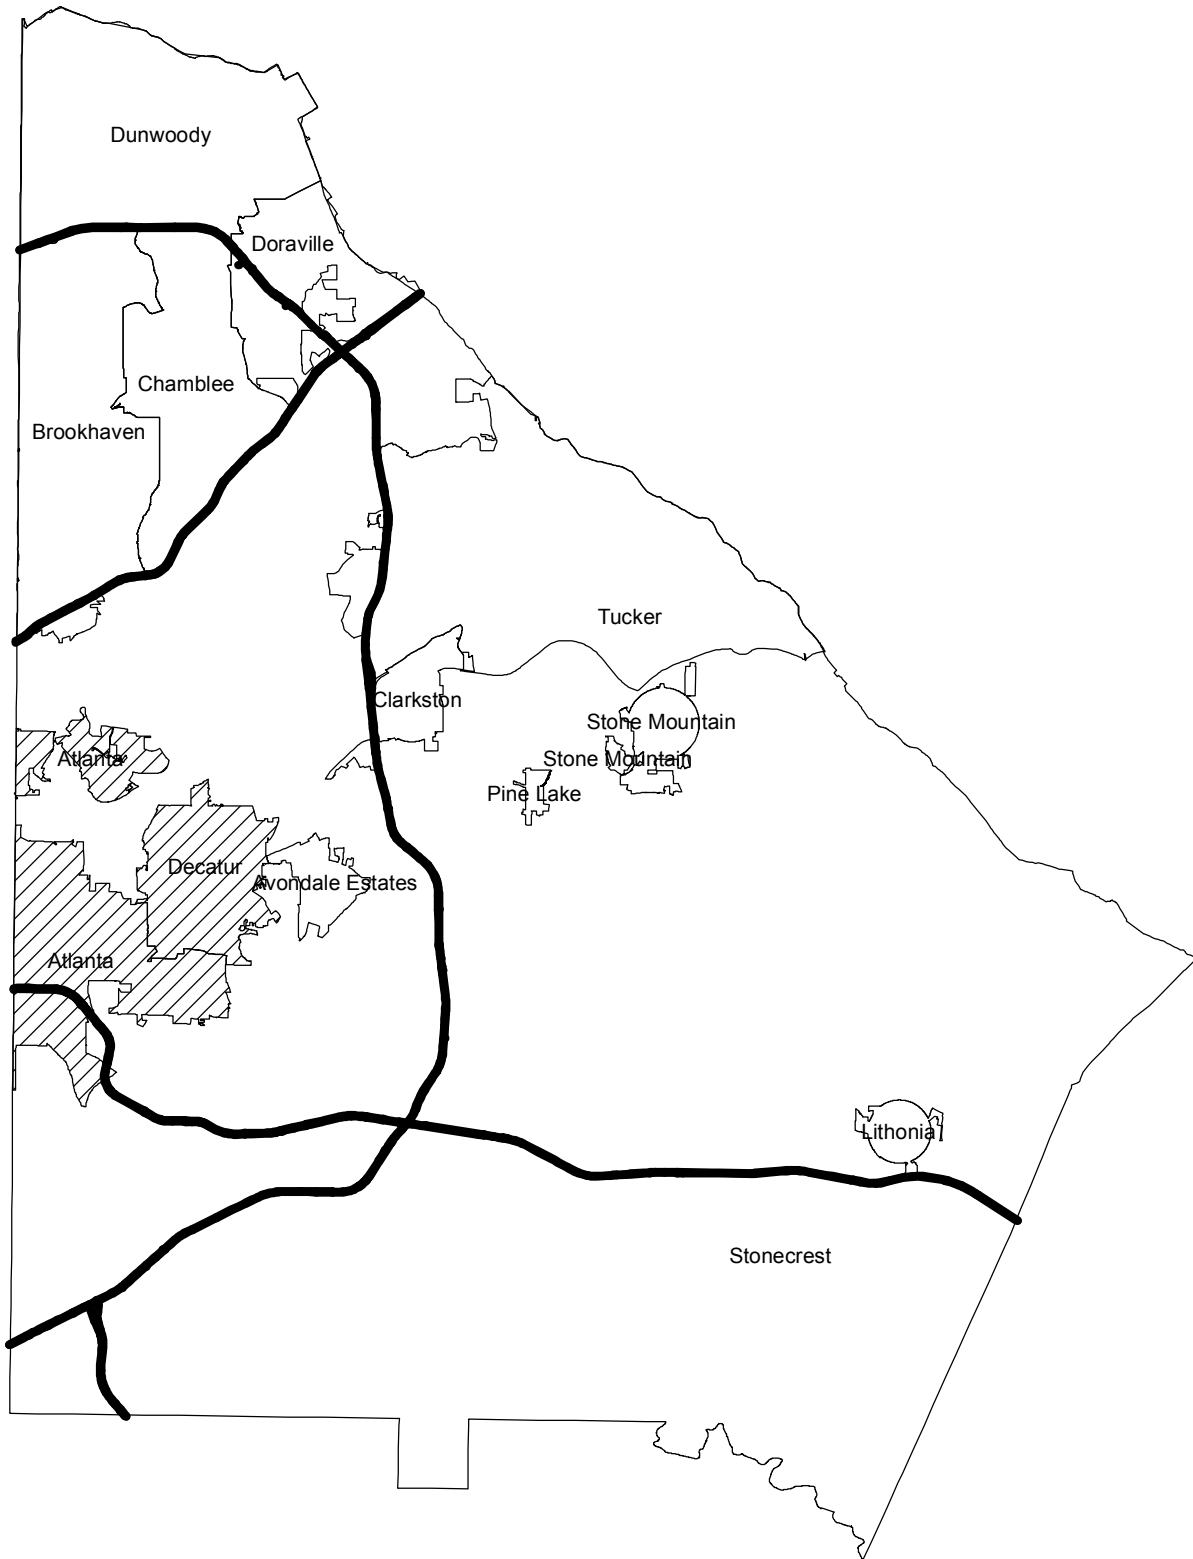 Dunwoody
Doraville
Chamblee
Brookhaven
Tucker
Clarkston
Stone Mountain
Atlanta
Stone Mountain
Pine Lake
Decatur
Avondale Estates
Atlanta
Lithonia
Stonecrest